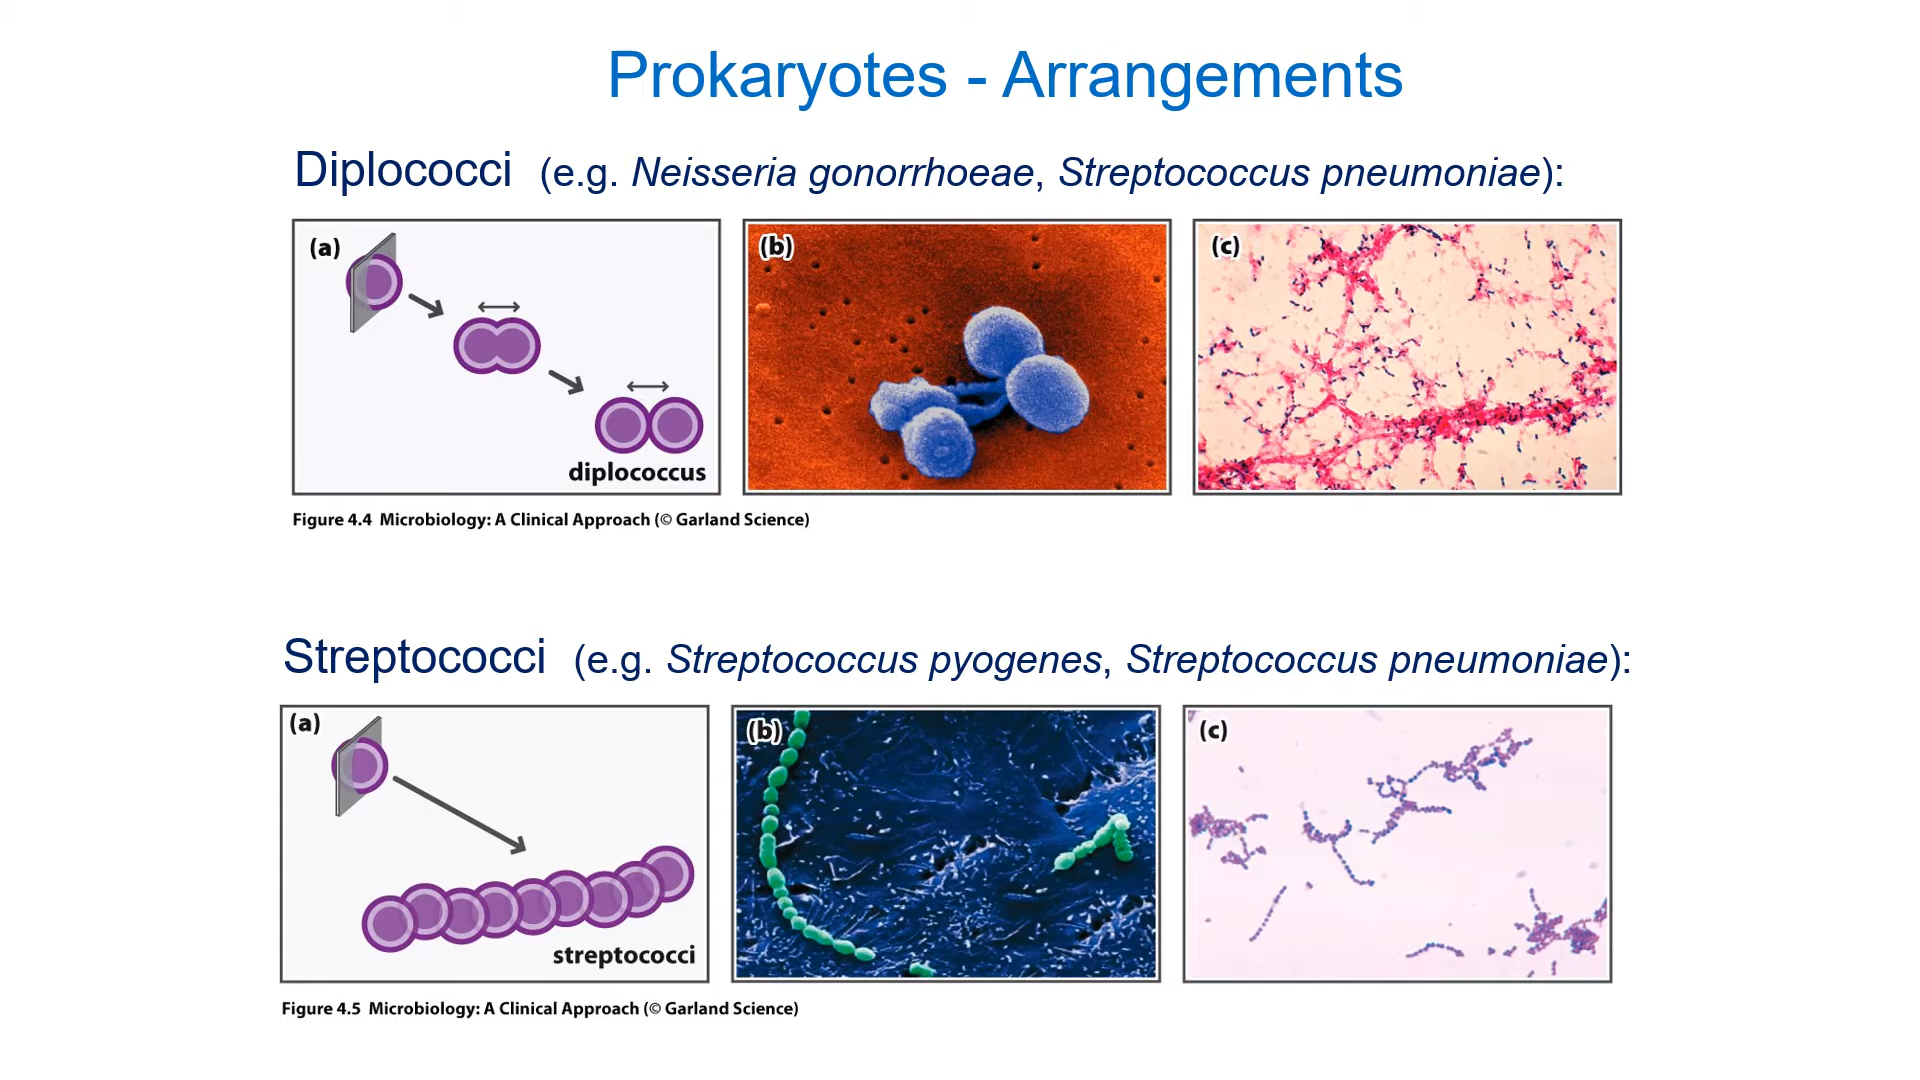 Prokaryotes - Arrangements
Diplococci (e.g. Neisseria gonorrhoeae, Streptococcus pneumoniae):
(a)
(b)
(c)
diplococcus
Figure 4.4 Microbiology: A Clinical Approach (© Garland Science)
Streptococci (e.g. Streptococcus pyogenes, Streptococcus pneumoniae):
(a)
(b)
(c)
streptococci
Figure 4.5 Microbiology: A Clinical Approach (© Garland Science)